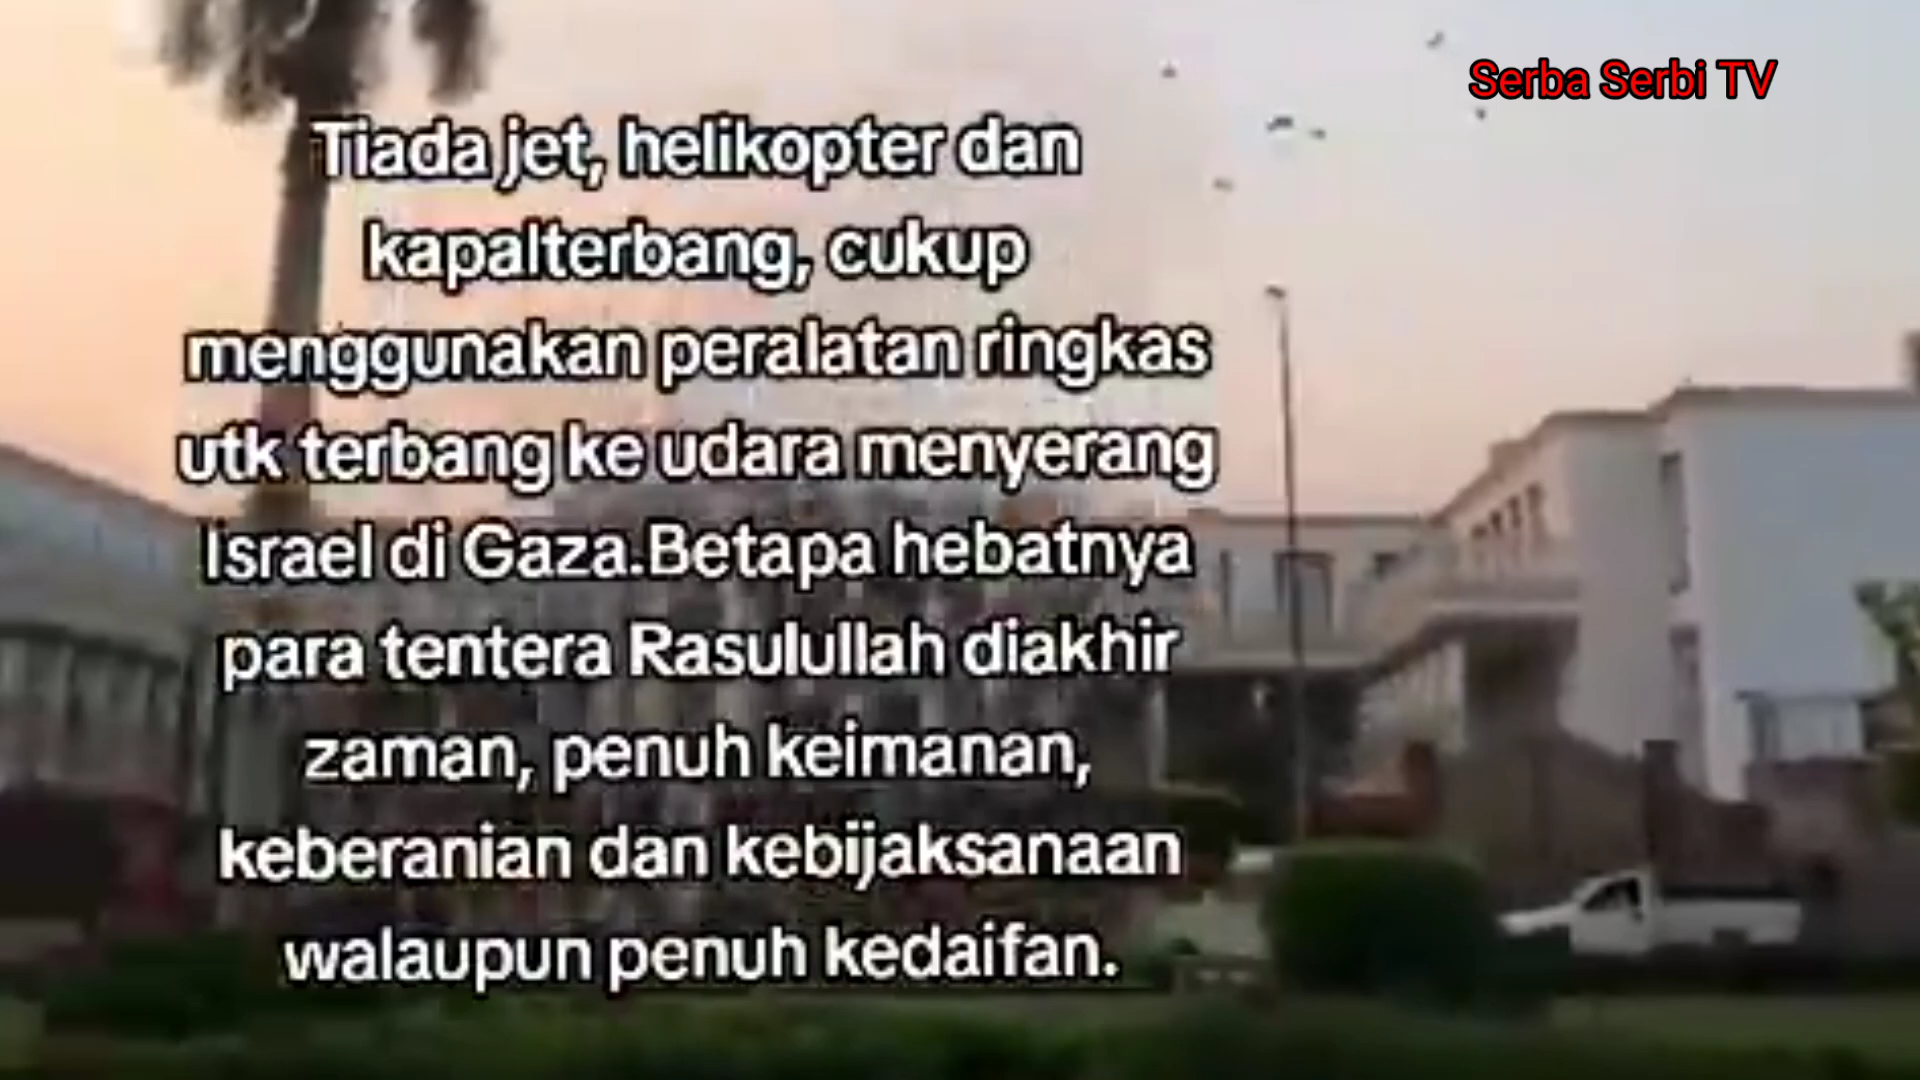 Serba Serbi TV
Tiada jet, helikopter dan
kapalterbang, cukup
menggunakan peralatan ringkas
utk terbang ke udara menyerang
Israel di Gaza.Betapa hebatnya
para tentera Rasulullah diakhir
zaman, penuh keimanan,
keberanian dan kebijaksanaan
walaupun penuh kedaifan.